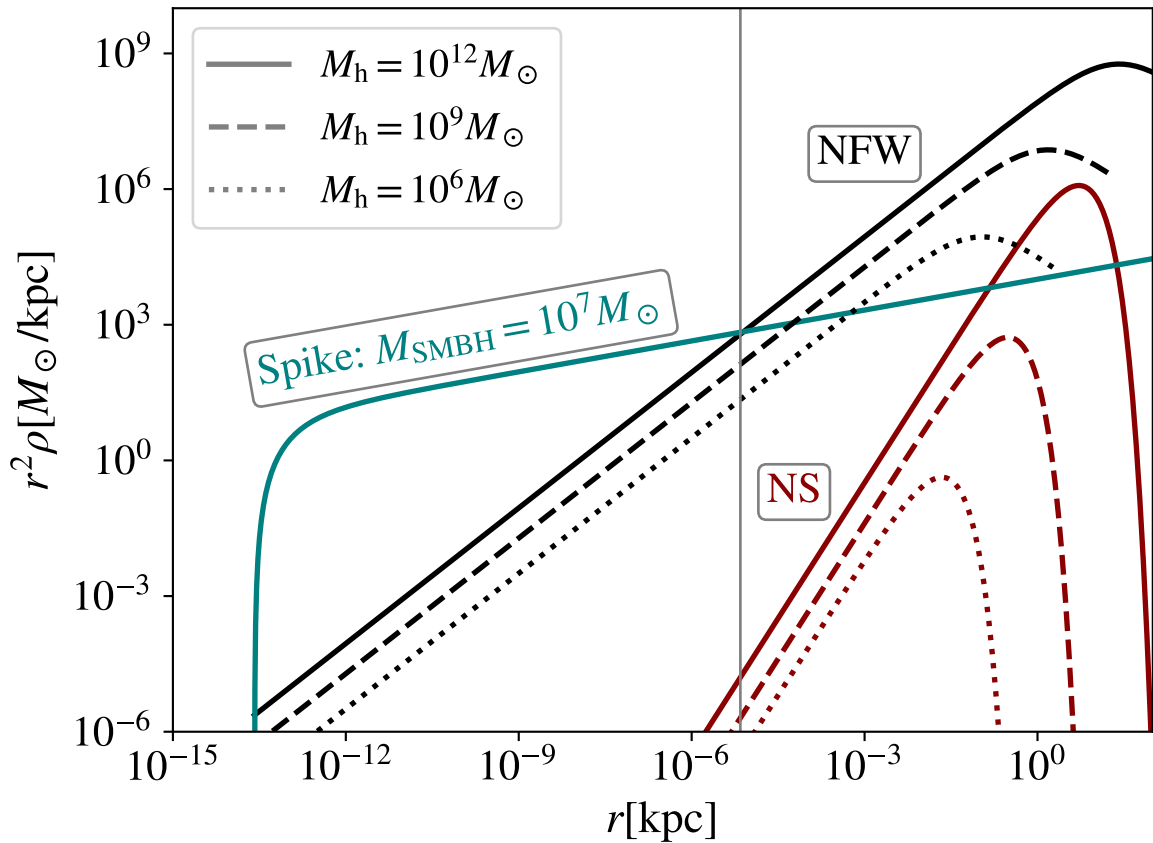 M_h = 10^12 M_⊙
M_h = 10^9 M_⊙
M_h = 10^6 M_⊙
NFW
Spike: M_SMBH = 10^7 M_⊙
NS
r^2 ρ[M_⊙/kpc]
10^9
10^6
10^3
10^0
10^−3
10^−6
10^−15 10^−12 10^−9 10^−6 10^−3 10^0
r[kpc]